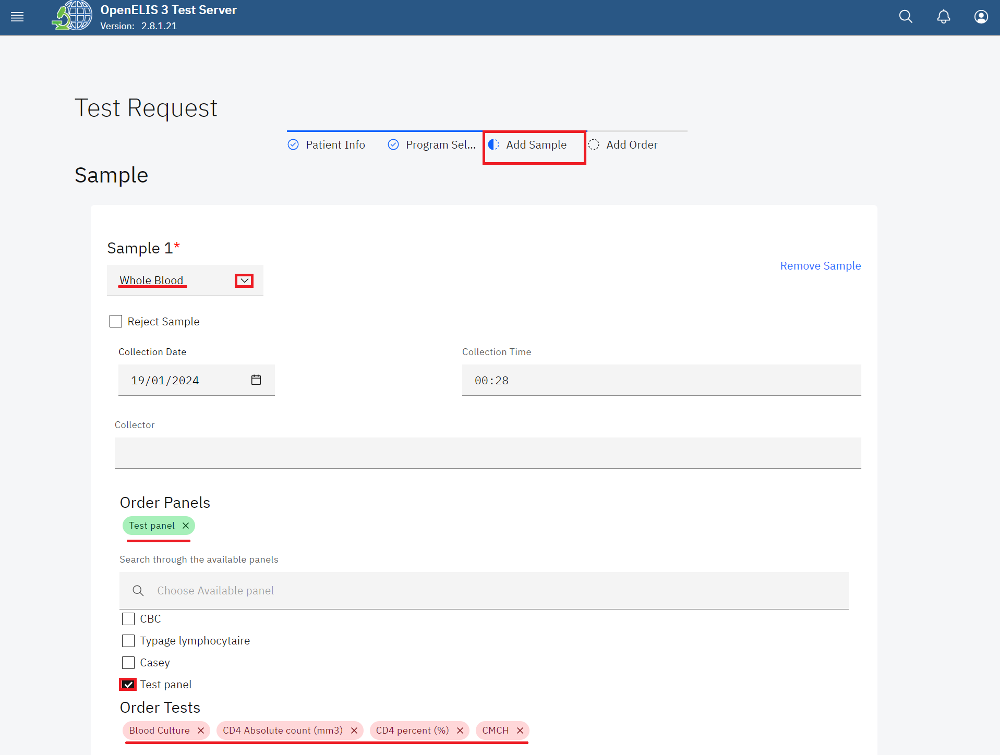 OpenELIS 3 Test Server
Version: 2.8.1.21
Test Request
Patient Info
Program Sel...
Add Sample
Add Order
Sample
Sample 1*
Remove Sample
Whole Blood
Reject Sample
Collection Date
Collection Time
19/01/2024
00:28
Collector
Order Panels
Test panel
Search through the available panels
Choose Available panel
CBC
Typage lymphocytaire
Casey
Test panel
Order Tests
Blood Culture
CD4 Absolute count (mm3)
CD4 percent (%)
CMCH